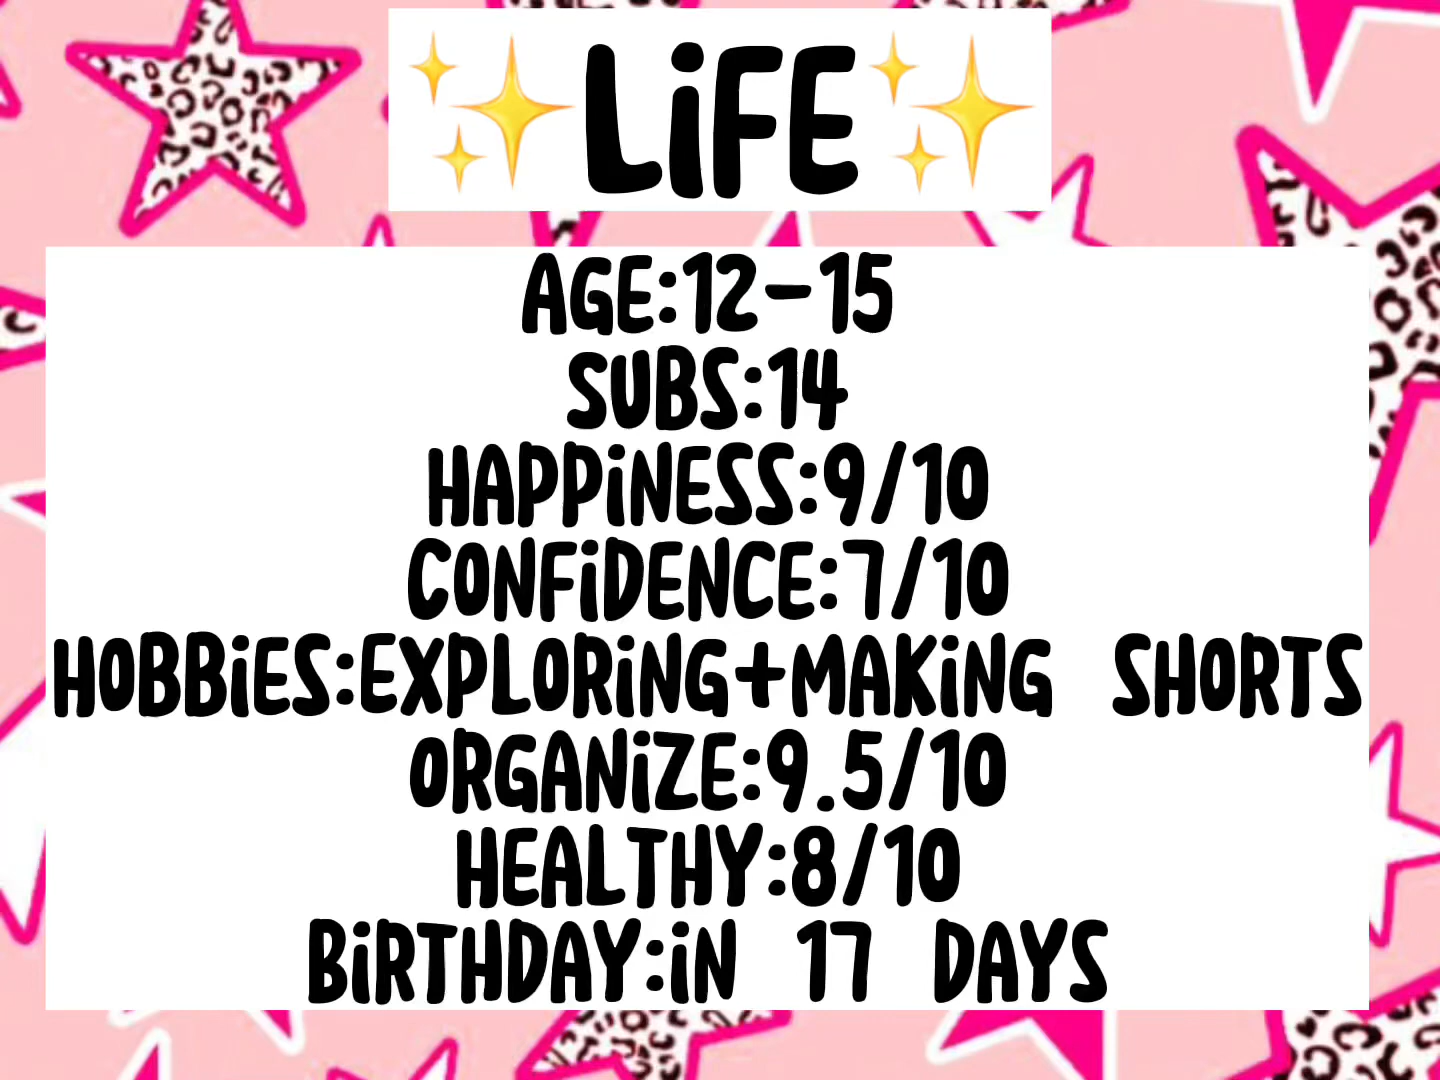 ✨LiFE✨
AGE:12-15
SUBS:14
HAPPiNESS:9/10
CONFiDENCE:7/10
HOBBiES:EXPLORiNG+MAKiNG SHORTS
ORGANiZE:9.5/10
HEALTHY:8/10
BiRTHDAY:iN 17 DAYS